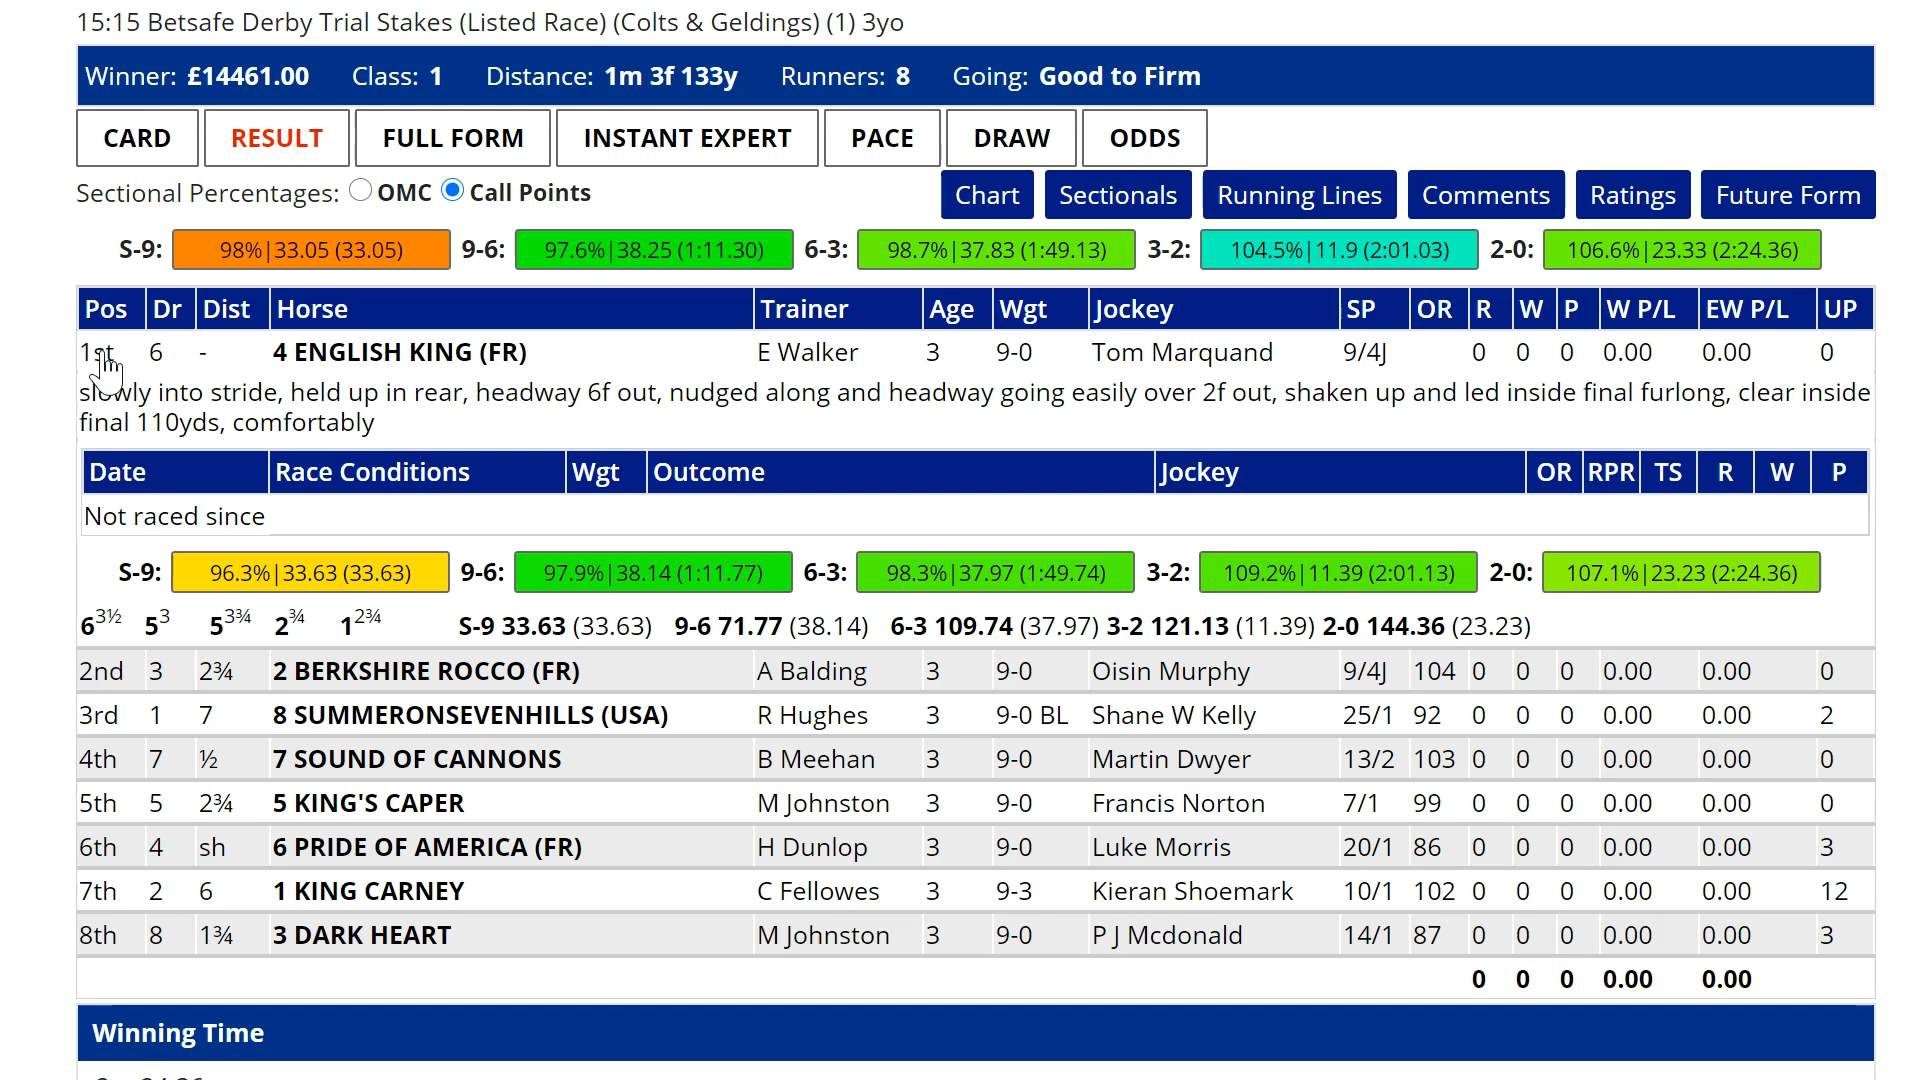 15:15 Betsafe Derby Trial Stakes (Listed Race) (Colts & Geldings) (1) 3yo
Winner: £14461.00 Class: 1 Distance: 1m 3f 133y Runners: 8 Going: Good to Firm
CARD RESULT FULL FORM INSTANT EXPERT PACE DRAW ODDS
Sectional Percentages: OMC Call Points Chart Sectionals Running Lines Comments Ratings Future Form
S-9: 98%|33.05 (33.05) 9-6: 97.6%|38.25 (1:11.30) 6-3: 98.7%|37.83 (1:49.13) 3-2: 104.5%|11.9 (2:01.03) 2-0: 106.6%|23.33 (2:24.36)
Pos Dr Dist Horse Trainer Age Wgt Jockey SP OR R W P W P/L EW P/L UP
1st 6 - 4 ENGLISH KING (FR) E Walker 3 9-0 Tom Marquand 9/4J 0 0 0 0.00 0.00 0
slowly into stride, held up in rear, headway 6f out, nudged along and headway going easily over 2f out, shaken up and led inside final furlong, clear inside
final 110yds, comfortably
Date Race Conditions Wgt Outcome Jockey OR RPR TS R W P
Not raced since
S-9: 96.3%|33.63 (33.63) 9-6: 97.9%|38.14 (1:11.77) 6-3: 98.3%|37.97 (1:49.74) 3-2: 109.2%|11.39 (2:01.13) 2-0: 107.1%|23.23 (2:24.36)
6³½ 5³ 5³¾ 2¾ 1²¾ S-9 33.63 (33.63) 9-6 71.77 (38.14) 6-3 109.74 (37.97) 3-2 121.13 (11.39) 2-0 144.36 (23.23)
2nd 3 2¾ 2 BERKSHIRE ROCCO (FR) A Balding 3 9-0 Oisin Murphy 9/4J 104 0 0 0 0.00 0.00 0
3rd 1 7 8 SUMMERONSEVENHILLS (USA) R Hughes 3 9-0 BL Shane W Kelly 25/1 92 0 0 0 0.00 0.00 2
4th 7 ½ 7 SOUND OF CANNONS B Meehan 3 9-0 Martin Dwyer 13/2 103 0 0 0 0.00 0.00 0
5th 5 2¾ 5 KING'S CAPER M Johnston 3 9-0 Francis Norton 7/1 99 0 0 0 0.00 0.00 0
6th 4 sh 6 PRIDE OF AMERICA (FR) H Dunlop 3 9-0 Luke Morris 20/1 86 0 0 0 0.00 0.00 3
7th 2 6 1 KING CARNEY C Fellowes 3 9-3 Kieran Shoemark 10/1 102 0 0 0 0.00 0.00 12
8th 8 1¾ 3 DARK HEART M Johnston 3 9-0 P J Mcdonald 14/1 87 0 0 0 0.00 0.00 3
0 0 0 0.00 0.00
Winning Time